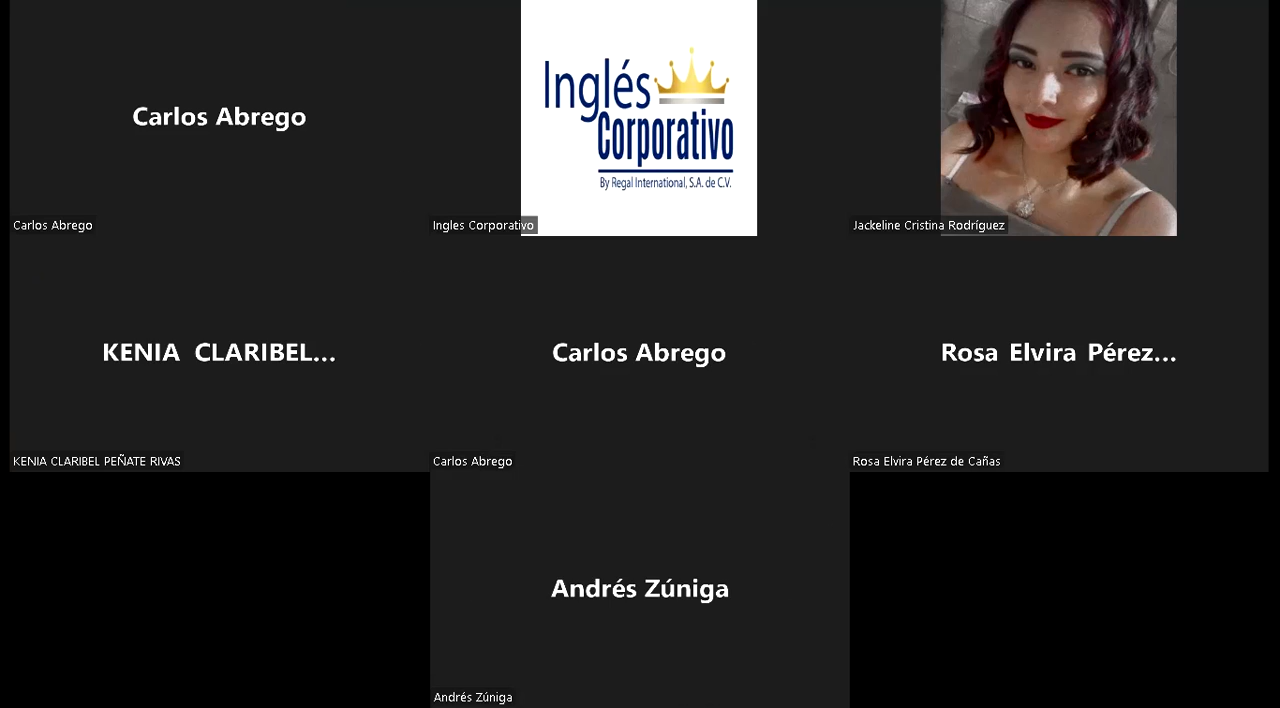 Carlos Abrego
Carlos Abrego
Inglés
Corporativo
By Regal International, S.A. de C.V.
Ingles Corporativo
Jackeline Cristina Rodríguez
KENIA CLARIBEL...
KENIA CLARIBEL PEÑATE RIVAS
Carlos Abrego
Carlos Abrego
Rosa Elvira Pérez...
Rosa Elvira Pérez de Cañas
Andrés Zúniga
Andrés Zúniga